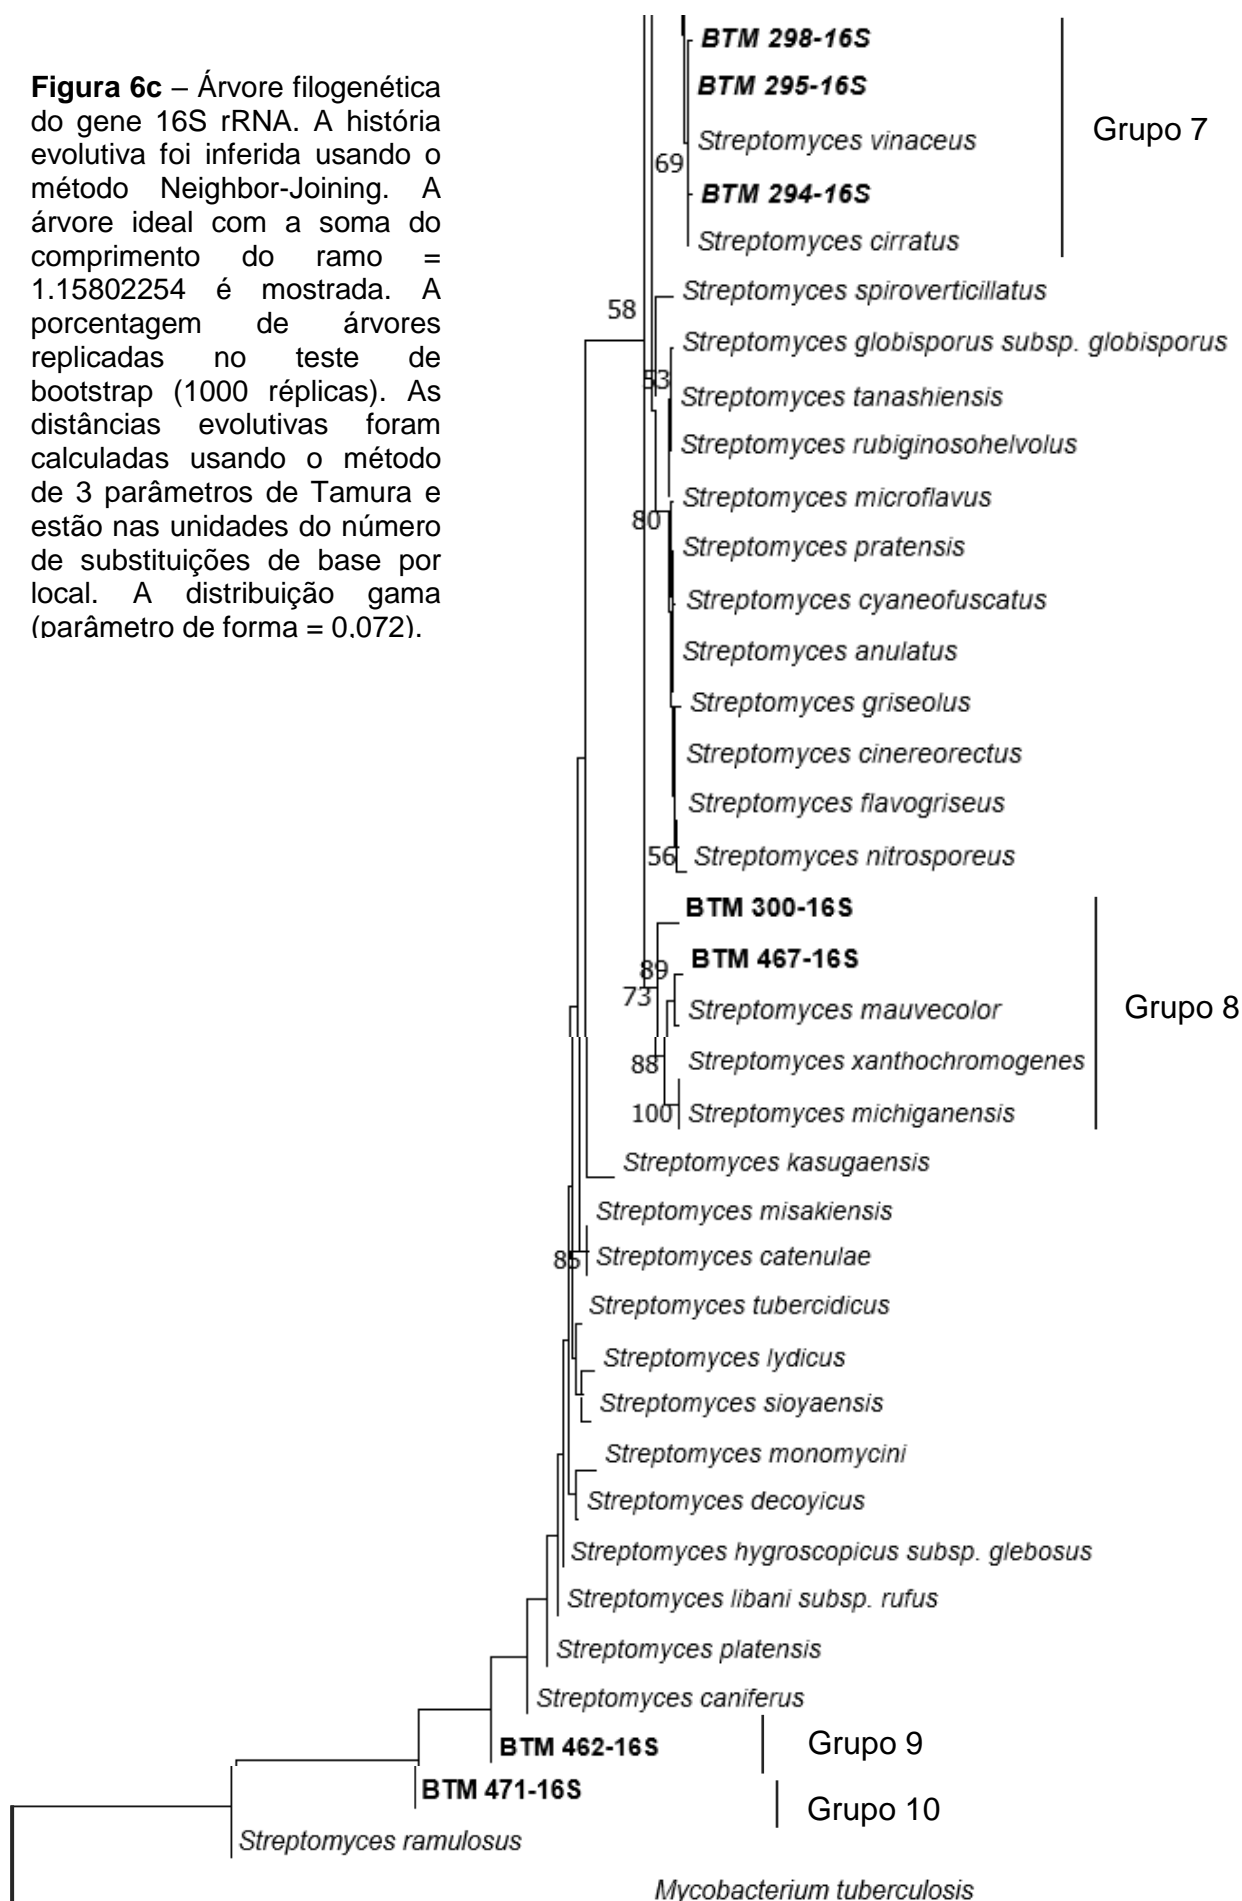 Figura 6c – Árvore filogenética
do gene 16S rRNA. A história
evolutiva foi inferida usando o
método Neighbor-Joining. A
árvore ideal com a soma do
comprimento do ramo =
1.15802254 é mostrada. A
porcentagem de árvores
replicadas no teste de
bootstrap (1000 réplicas). As
distâncias evolutivas foram
calculadas usando o método
de 3 parâmetros de Tamura e
estão nas unidades do número
de substituições de base por
local. A distribuição gama
(parâmetro de forma = 0,072).
BTM 298-16S
BTM 295-16S
Streptomyces vinaceus
Grupo 7
69
BTM 294-16S
Streptomyces cirratus
Streptomyces spiroverticillatus
58
Streptomyces globisporus subsp. globisporus
53
Streptomyces tanashiensis
Streptomyces rubiginosohelvolus
Streptomyces microflavus
80
Streptomyces pratensis
Streptomyces cyaneofuscatus
Streptomyces anulatus
Streptomyces griseolus
Streptomyces cinereorectus
Streptomyces flavogriseus
56
Streptomyces nitrosporeus
BTM 300-16S
BTM 467-16S
89
73
Streptomyces mauvecolor
Grupo 8
88
Streptomyces xanthochromogenes
100
Streptomyces michiganensis
Streptomyces kasugaensis
Streptomyces misakiensis
85
Streptomyces catenulae
Streptomyces tubercidicus
Streptomyces lydicus
Streptomyces sioyaensis
Streptomyces monomycini
Streptomyces decoyicus
Streptomyces hygroscopicus subsp. glebosus
Streptomyces libani subsp. rufus
Streptomyces platensis
Streptomyces caniferus
BTM 462-16S
Grupo 9
BTM 471-16S
Grupo 10
Streptomyces ramulosus
Mycobacterium tuberculosis